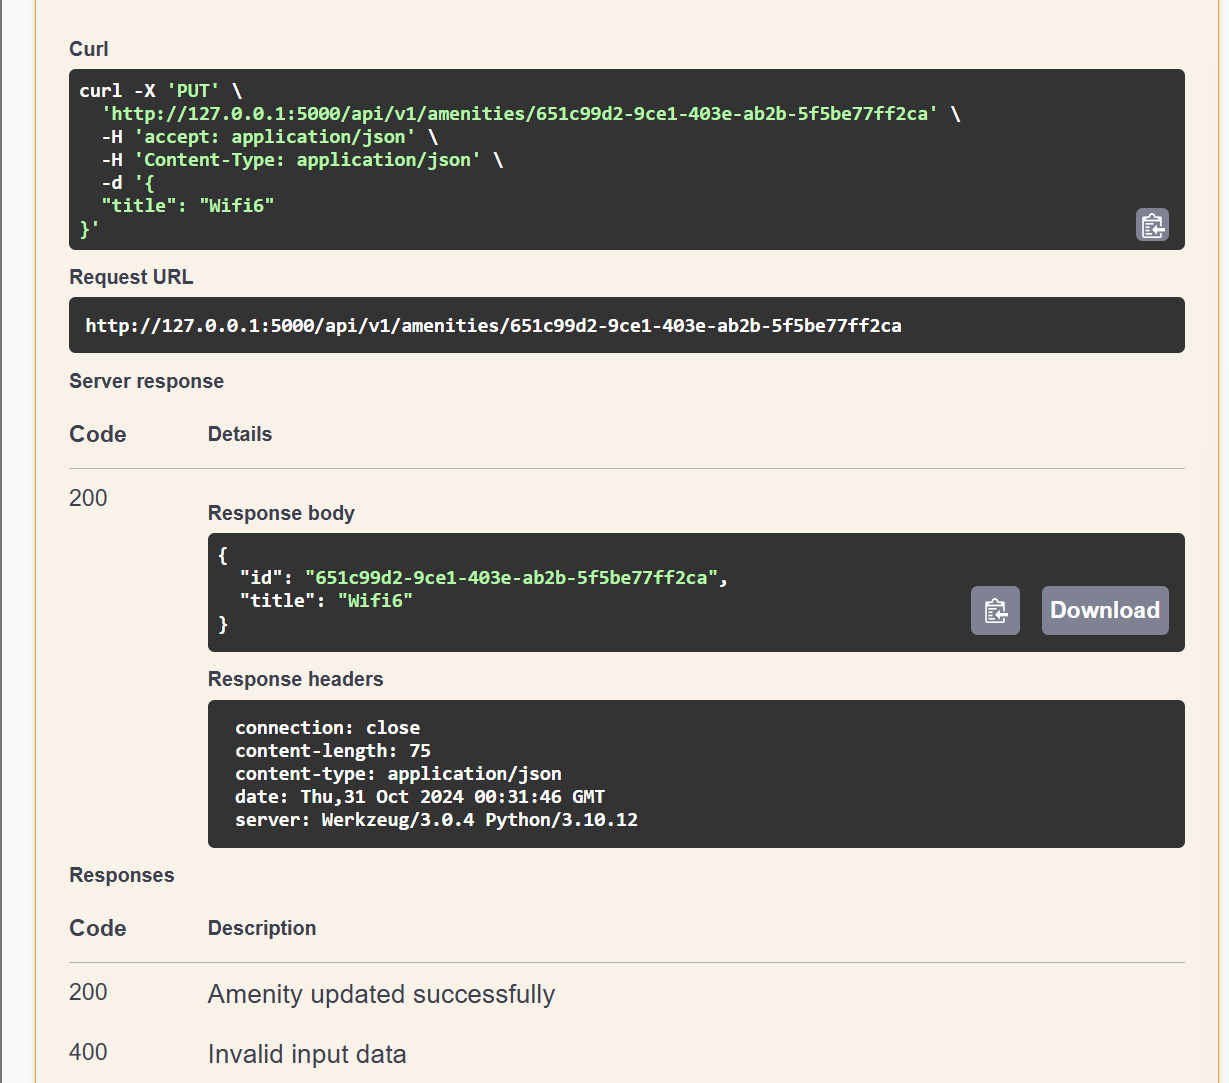 Curl
curl -X 'PUT' \
  'http://127.0.0.1:5000/api/v1/amenities/651c99d2-9ce1-403e-ab2b-5f5be77ff2ca' \
  -H 'accept: application/json' \
  -H 'Content-Type: application/json' \
  -d '{
  "title": "Wifi6"
}'
Request URL
http://127.0.0.1:5000/api/v1/amenities/651c99d2-9ce1-403e-ab2b-5f5be77ff2ca
Server response
Code Details
200
Response body
{
  "id": "651c99d2-9ce1-403e-ab2b-5f5be77ff2ca",
  "title": "Wifi6"
}
Download
Response headers
connection: close
content-length: 75
content-type: application/json
date: Thu,31 Oct 2024 00:31:46 GMT
server: Werkzeug/3.0.4 Python/3.10.12
Responses
Code Description
200 Amenity updated successfully
400 Invalid input data